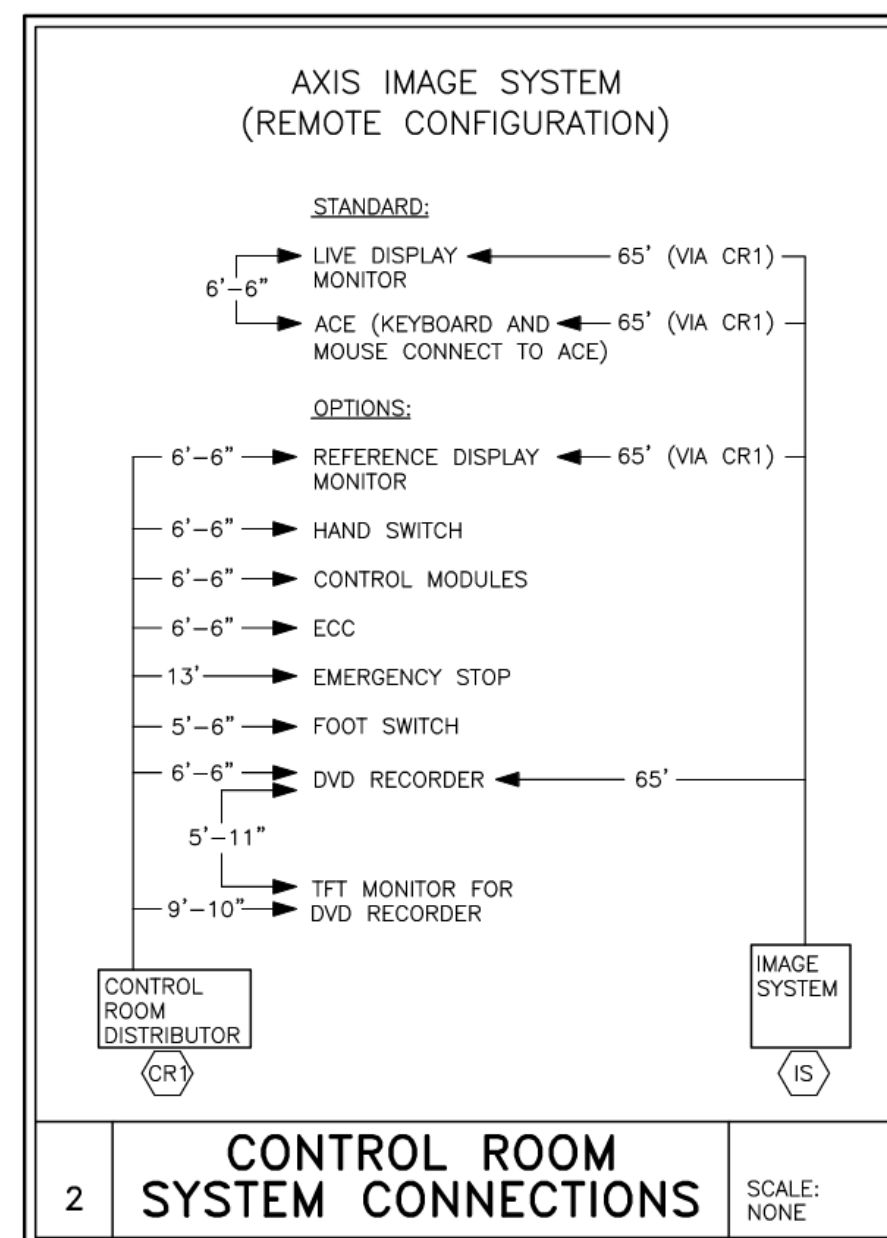 AXIS IMAGE SYSTEM
(REMOTE CONFIGURATION)
STANDARD:
LIVE DISPLAY MONITOR
65' (VIA CR1)
6'–6"
ACE (KEYBOARD AND MOUSE CONNECT TO ACE)
65' (VIA CR1)
OPTIONS:
6'–6"
REFERENCE DISPLAY MONITOR
65' (VIA CR1)
6'–6"
HAND SWITCH
6'–6"
CONTROL MODULES
6'–6"
ECC
13'
EMERGENCY STOP
5'–6"
FOOT SWITCH
6'–6"
DVD RECORDER
65'
5'–11"
TFT MONITOR FOR DVD RECORDER
9'–10"
CONTROL
ROOM
DISTRIBUTOR
CR1
IMAGE
SYSTEM
IS
2
CONTROL ROOM
SYSTEM CONNECTIONS
SCALE:
NONE